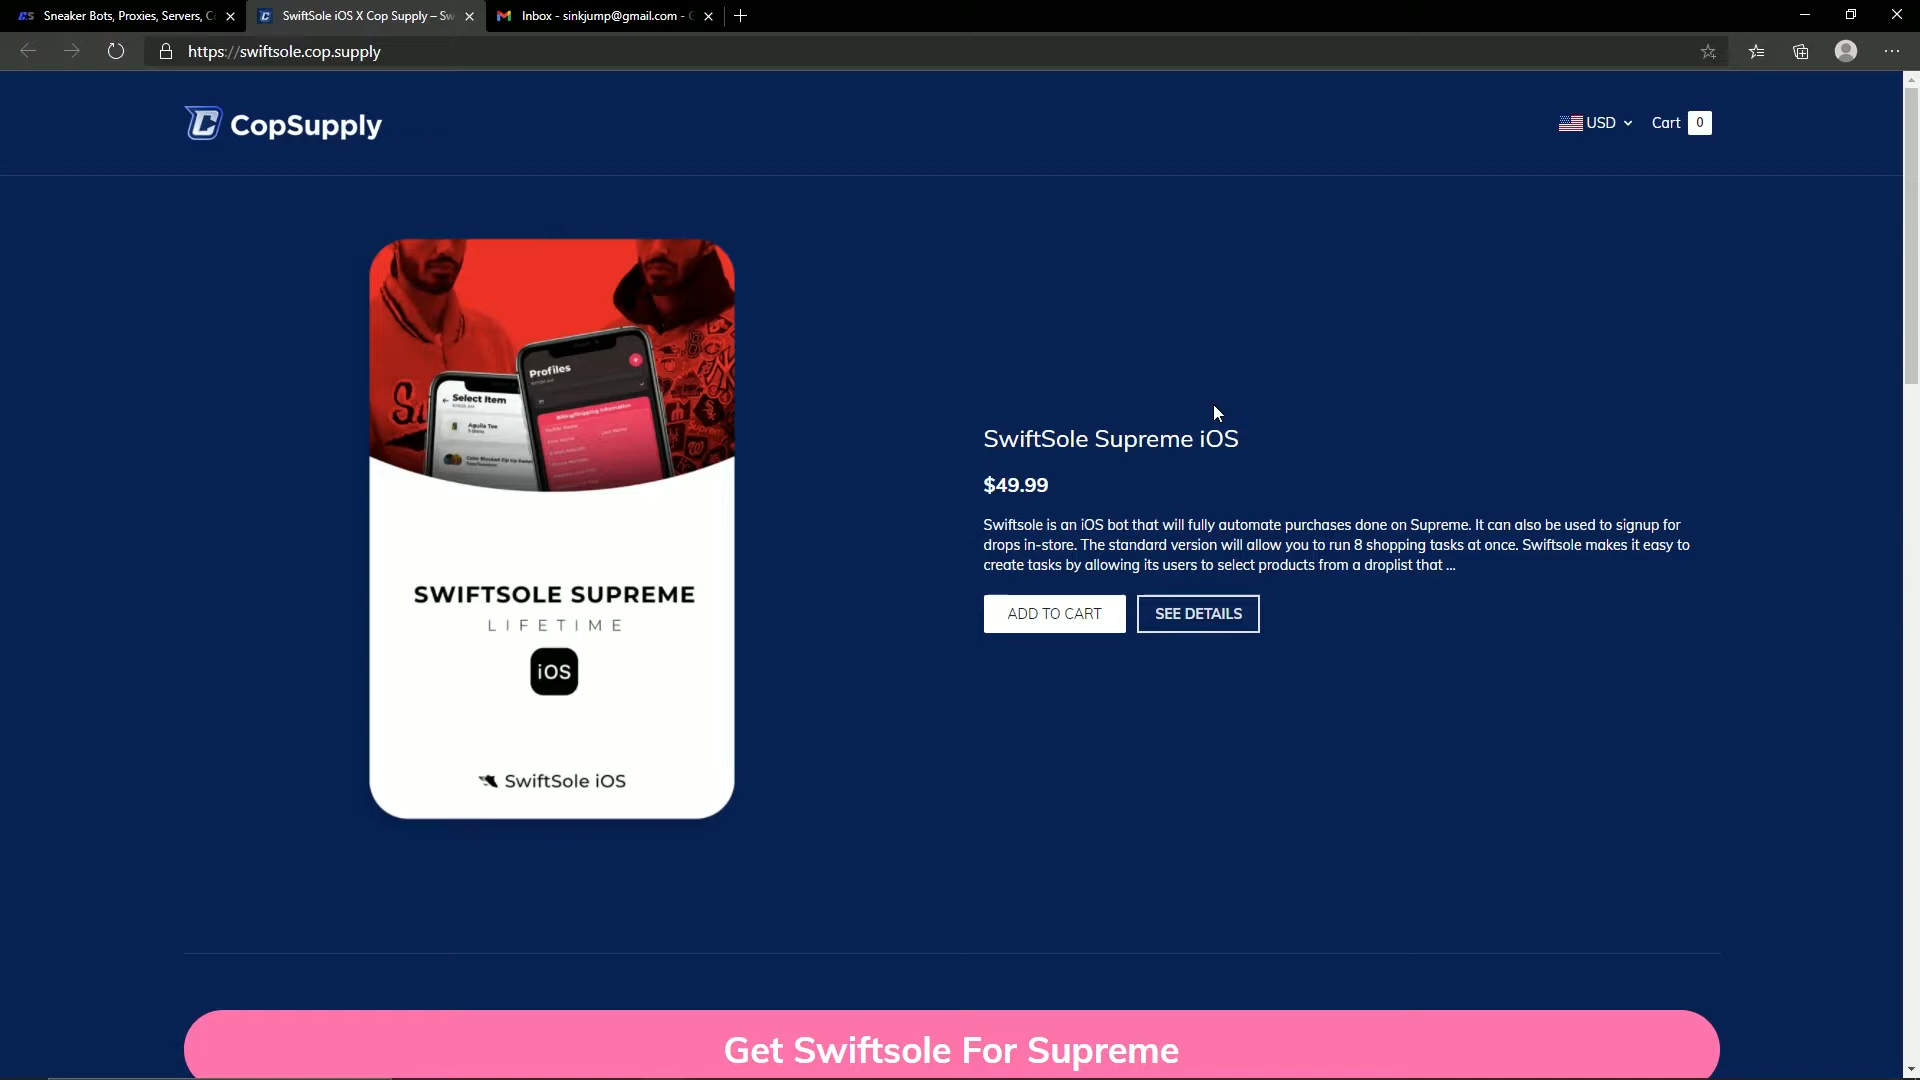 Sneaker Bots, Proxies, Servers, C
SwiftSole iOS X Cop Supply – Sw
Inbox - sinkjump@gmail.com - G
https://swiftsole.cop.supply
CopSupply
USD
Cart 0
Profiles
Select Item
Aguila Tee
Billing/Shipping Information
SWIFTSOLE SUPREME
LIFETIME
iOS
SwiftSole iOS
SwiftSole Supreme iOS
$49.99
Swiftsole is an iOS bot that will fully automate purchases done on Supreme. It can also be used to signup for
drops in-store. The standard version will allow you to run 8 shopping tasks at once. Swiftsole makes it easy to
create tasks by allowing its users to select products from a droplist that ...
ADD TO CART
SEE DETAILS
Get Swiftsole For Supreme